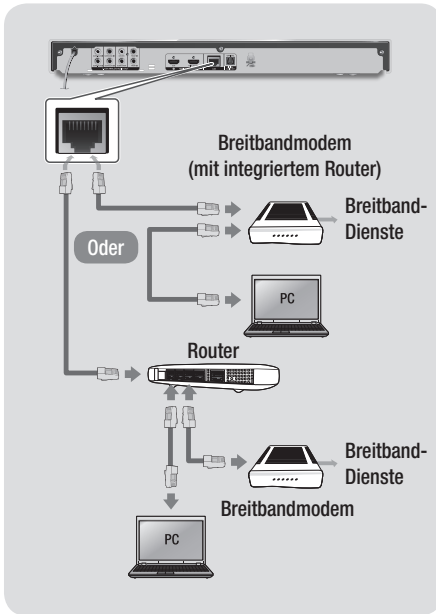 Breitbandmodem
(mit integriertem Router)
Breitband-
Dienste
Oder
PC
Router
Breitband-
Dienste
Breitbandmodem
PC